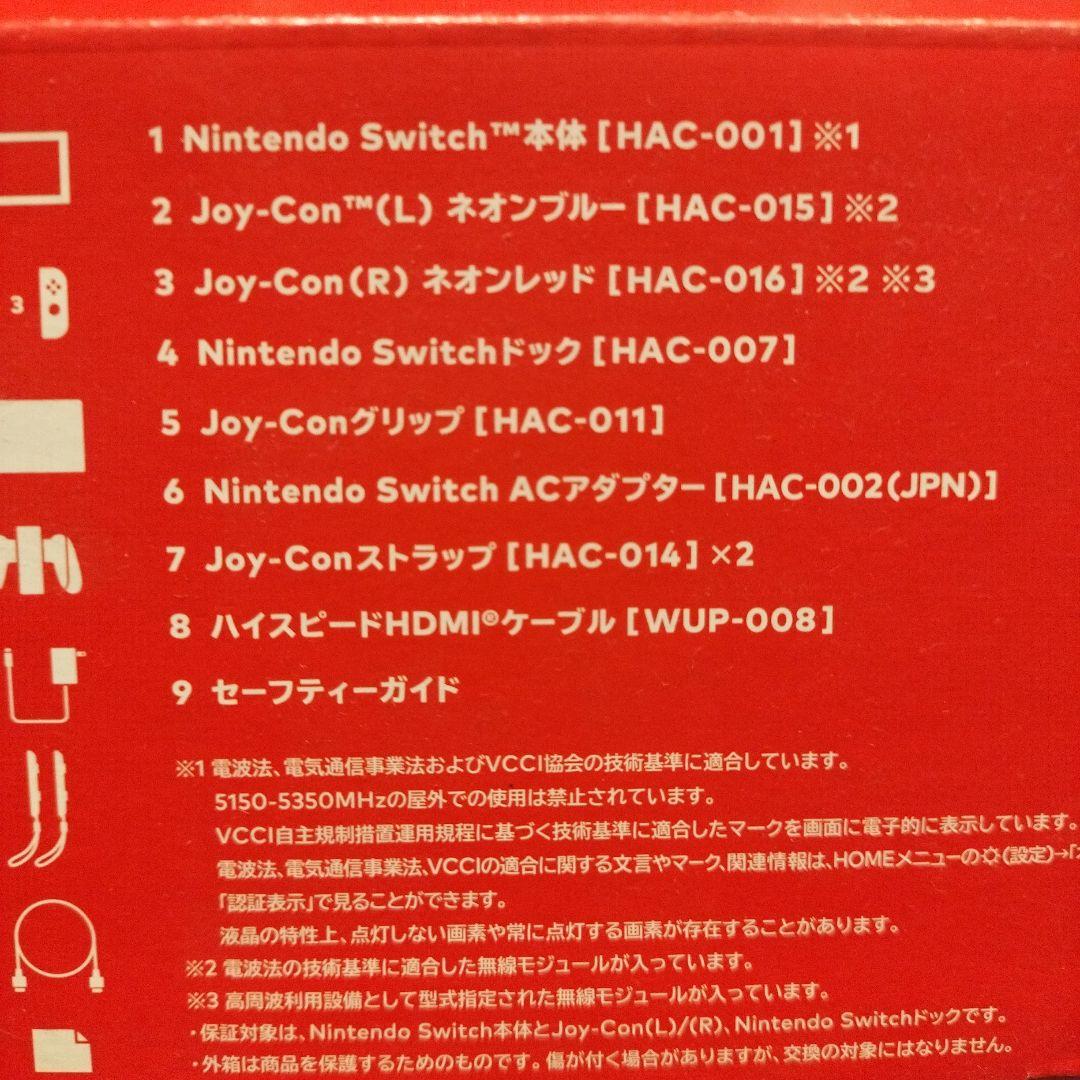 1 Nintendo Switch™本体[HAC-001]※1
2 Joy-Con™(L) ネオンブルー[HAC-015]※2
3 Joy-Con(R) ネオンレッド[HAC-016]※2 ※3
3
4 Nintendo Switchドック[HAC-007]
5 Joy-Conグリップ[HAC-011]
6 Nintendo Switch ACアダプター[HAC-002(JPN)]
7 Joy-Conストラップ[HAC-014]×2
8 ハイスピードHDMI®ケーブル[WUP-008]
9 セーフティーガイド
※1 電波法、電気通信事業法およびVCCI協会の技術基準に適合しています。
5150-5350MHzの屋外での使用は禁止されています。
VCCI自主規制措置運用規程に基づく技術基準に適合したマークを画面に電子的に表示しています。
電波法、電気通信事業法、VCCIの適合に関する文言やマーク、関連情報は、HOMEメニューの(設定)→「
「認証表示」で見ることができます。
液晶の特性上、点灯しない画素や常に点灯する画素が存在することがあります。
※2 電波法の技術基準に適合した無線モジュールが入っています。
※3 高周波利用設備として型式指定された無線モジュールが入っています。
・保証対象は、Nintendo Switch本体とJoy-Con(L)/(R)、Nintendo Switchドックです。
・外箱は商品を保護するためのものです。傷が付く場合がありますが、交換の対象にはなりません。